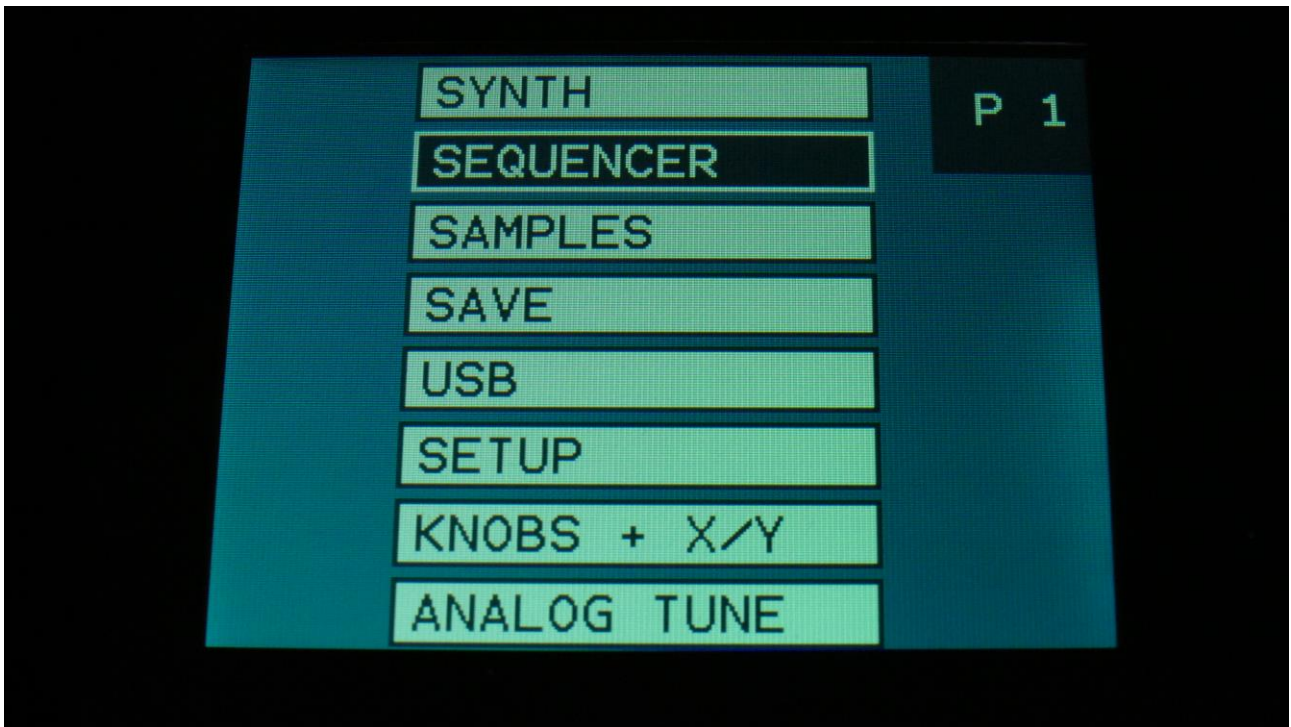 SYNTH
P 1
SEQUENCER
SAMPLES
SAVE
USB
SETUP
KNOBS + X/Y
ANALOG TUNE